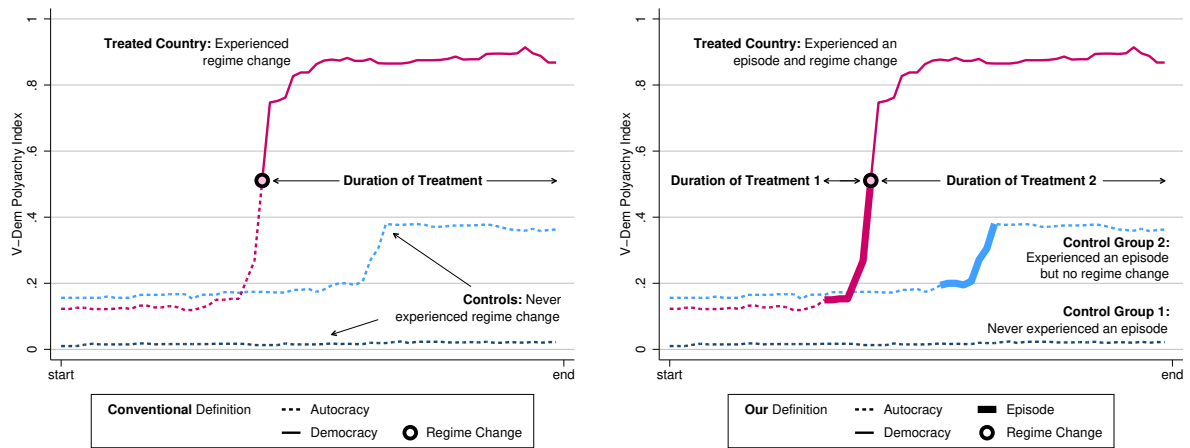 V-Dem Polyarchy Index
1
.8
.6
.4
.2
0
Treated Country: Experienced
regime change
Duration of Treatment
Controls: Never
experienced regime change
start
end
Conventional Definition
Autocracy
Democracy
Regime Change
V-Dem Polyarchy Index
1
.8
.6
.4
.2
0
Treated Country: Experienced an
episode and regime change
Duration of Treatment 1
Duration of Treatment 2
Control Group 2:
Experienced an episode
but no regime change
Control Group 1:
Never experienced an episode
start
end
Our Definition
Autocracy
Episode
Democracy
Regime Change